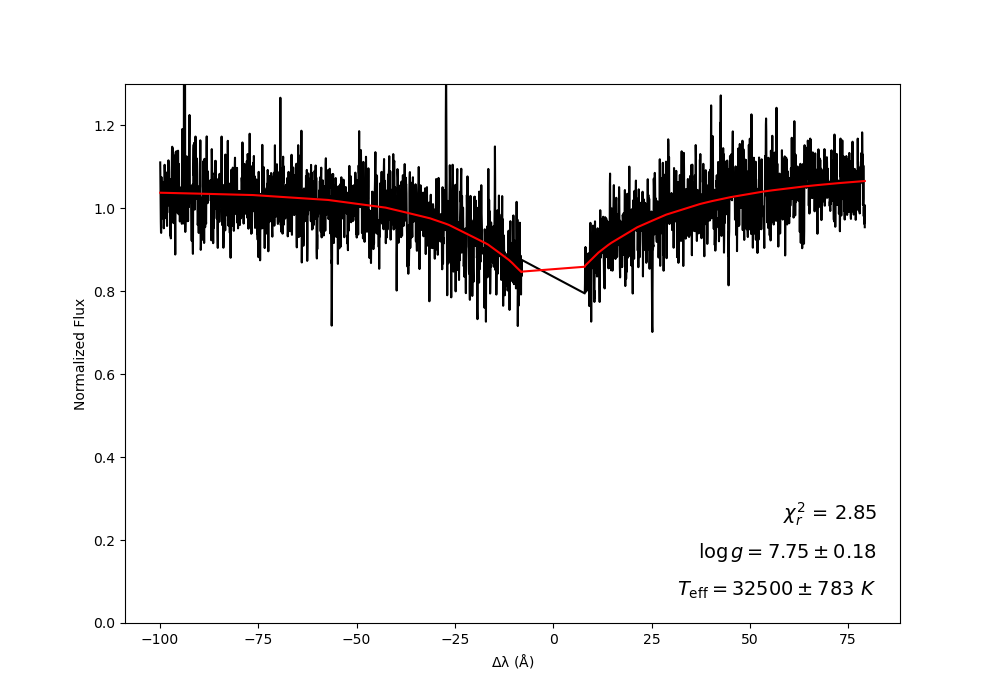 1.2
1.0
0.8
0.6
0.4
0.2
0.0
Normalized Flux
χ²ᵣ = 2.85
log g = 7.75 ± 0.18
T_eff = 32500 ± 783 K
−100 −75 −50 −25 0 25 50 75
Δλ (Å)